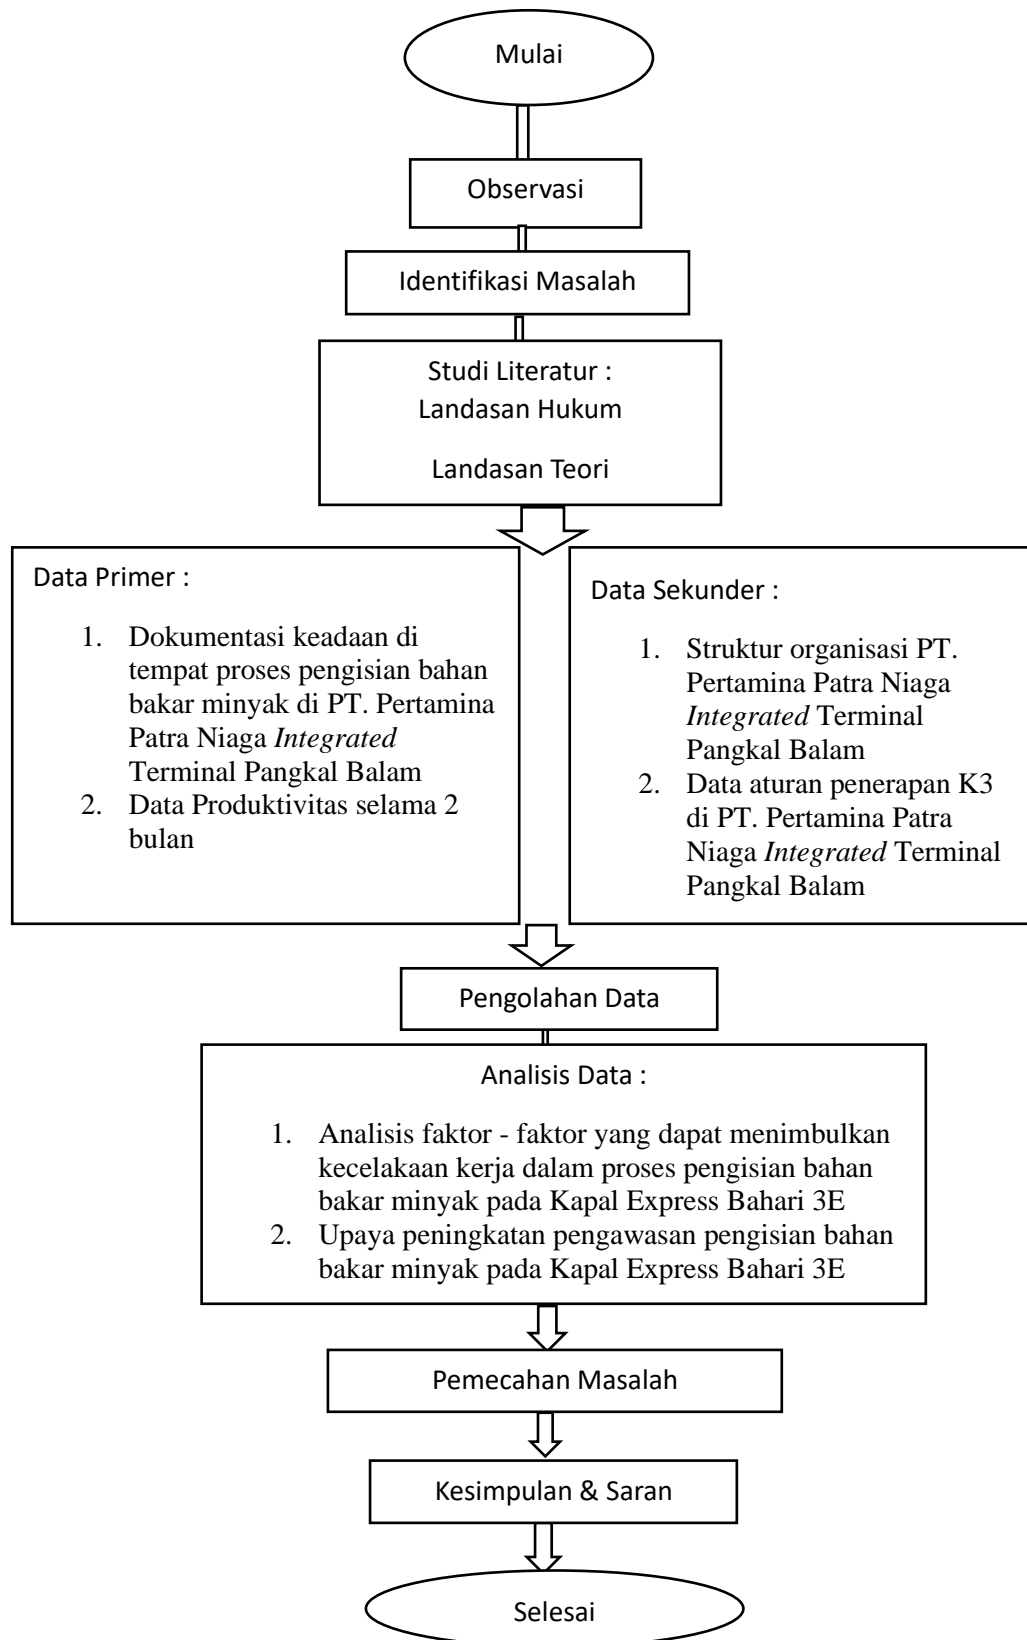 Mulai
Observasi
Identifikasi Masalah
Studi Literatur :
Landasan Hukum
Landasan Teori
Data Primer :
1. Dokumentasi keadaan di
tempat proses pengisian bahan
bakar minyak di PT. Pertamina
Patra Niaga Integrated
Terminal Pangkal Balam
2. Data Produktivitas selama 2
bulan
Data Sekunder :
1. Struktur organisasi PT.
Pertamina Patra Niaga
Integrated Terminal
Pangkal Balam
2. Data aturan penerapan K3
di PT. Pertamina Patra
Niaga Integrated Terminal
Pangkal Balam
Pengolahan Data
Analisis Data :
1. Analisis faktor - faktor yang dapat menimbulkan
kecelakaan kerja dalam proses pengisian bahan
bakar minyak pada Kapal Express Bahari 3E
2. Upaya peningkatan pengawasan pengisian bahan
bakar minyak pada Kapal Express Bahari 3E
Pemecahan Masalah
Kesimpulan & Saran
Selesai